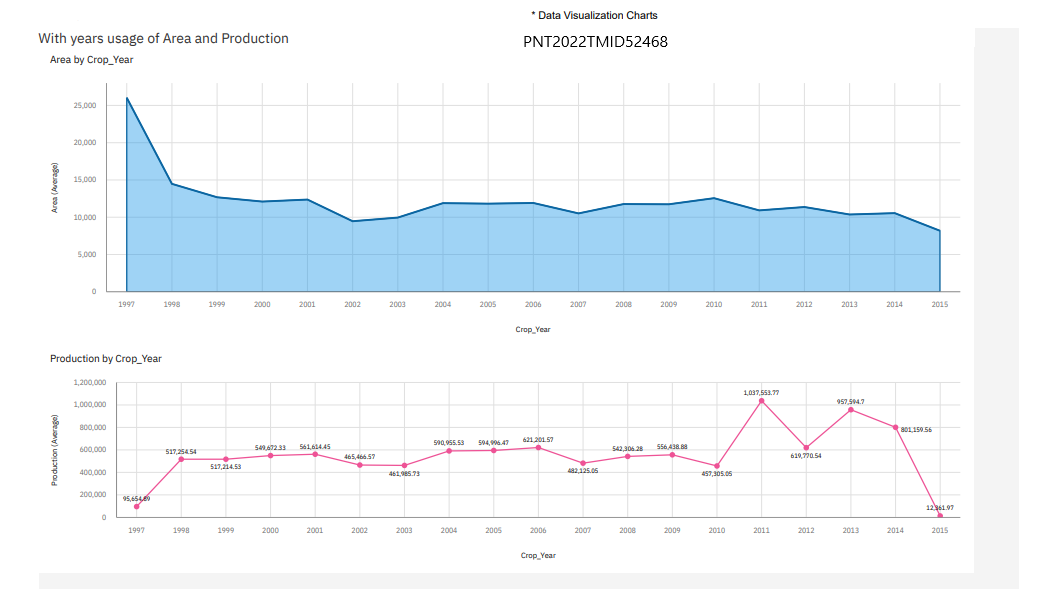 * Data Visualization Charts
With years usage of Area and Production
PNT2022TMID52468
Area by Crop_Year
25,000
20,000
15,000
10,000
5,000
0
Area (Average)
1997 1998 1999 2000 2001 2002 2003 2004 2005 2006 2007 2008 2009 2010 2011 2012 2013 2014 2015
Crop_Year
Production by Crop_Year
1,200,000
1,000,000
800,000
600,000
400,000
200,000
0
Production (Average)
95,654.89
517,254.54
517,214.53
549,672.33
561,614.45
465,466.57
461,985.73
590,955.53
594,996.47
621,201.57
482,125.05
542,306.28
556,438.88
457,305.05
1,037,553.77
619,770.54
957,594.7
801,159.56
12,361.97
1997 1998 1999 2000 2001 2002 2003 2004 2005 2006 2007 2008 2009 2010 2011 2012 2013 2014 2015
Crop_Year